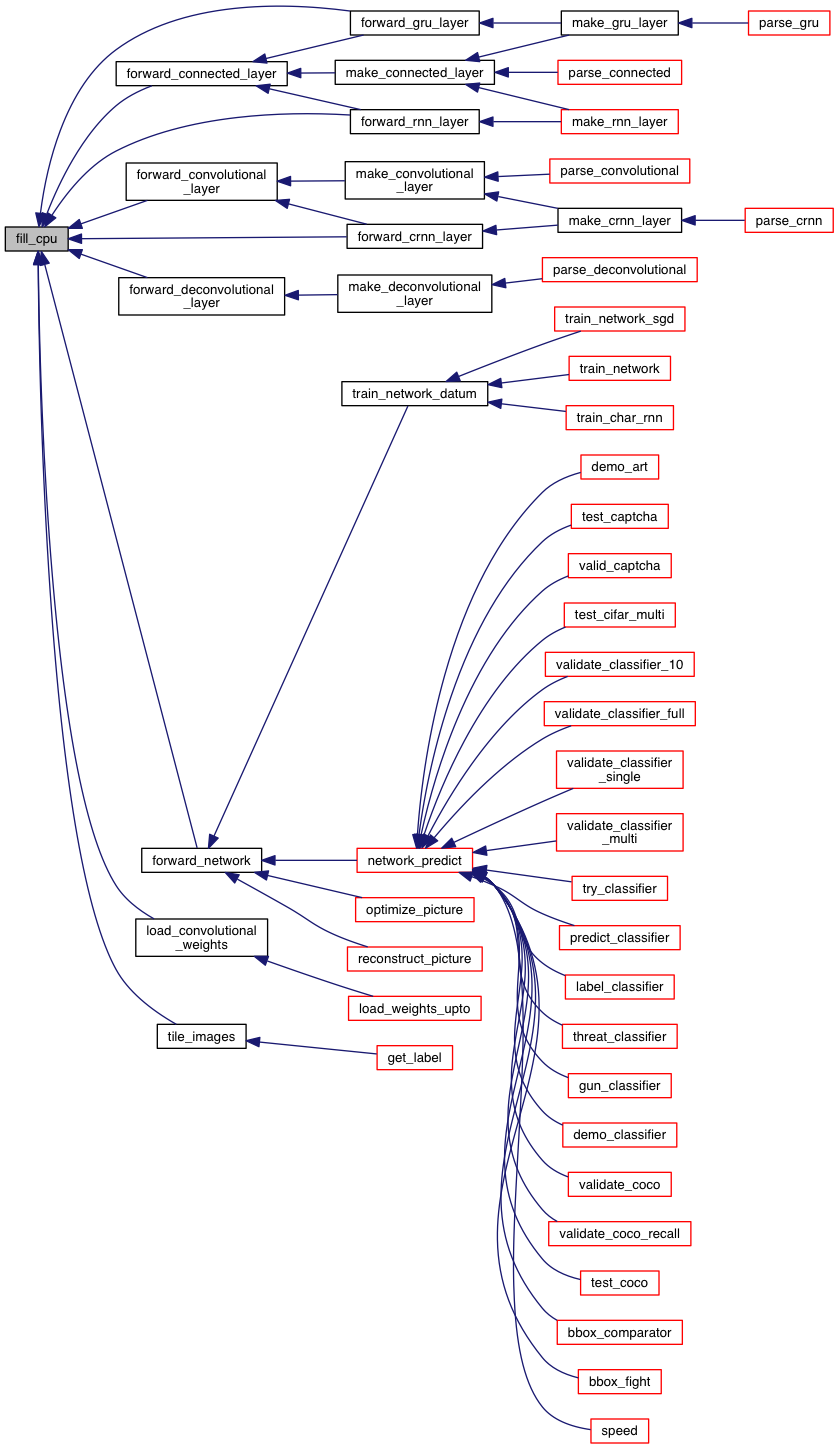 forward_gru_layer
make_gru_layer
parse_gru
forward_connected_layer
make_connected_layer
parse_connected
forward_rnn_layer
make_rnn_layer
forward_convolutional
_layer
make_convolutional
_layer
parse_convolutional
make_crnn_layer
parse_crnn
fill_cpu
forward_crnn_layer
forward_deconvolutional
_layer
make_deconvolutional
_layer
parse_deconvolutional
train_network_sgd
train_network
train_network_datum
train_char_rnn
demo_art
test_captcha
valid_captcha
test_cifar_multi
validate_classifier_10
validate_classifier_full
validate_classifier
_single
validate_classifier
_multi
forward_network
network_predict
try_classifier
optimize_picture
load_convolutional
_weights
predict_classifier
reconstruct_picture
label_classifier
load_weights_upto
tile_images
threat_classifier
get_label
gun_classifier
demo_classifier
validate_coco
validate_coco_recall
test_coco
bbox_comparator
bbox_fight
speed